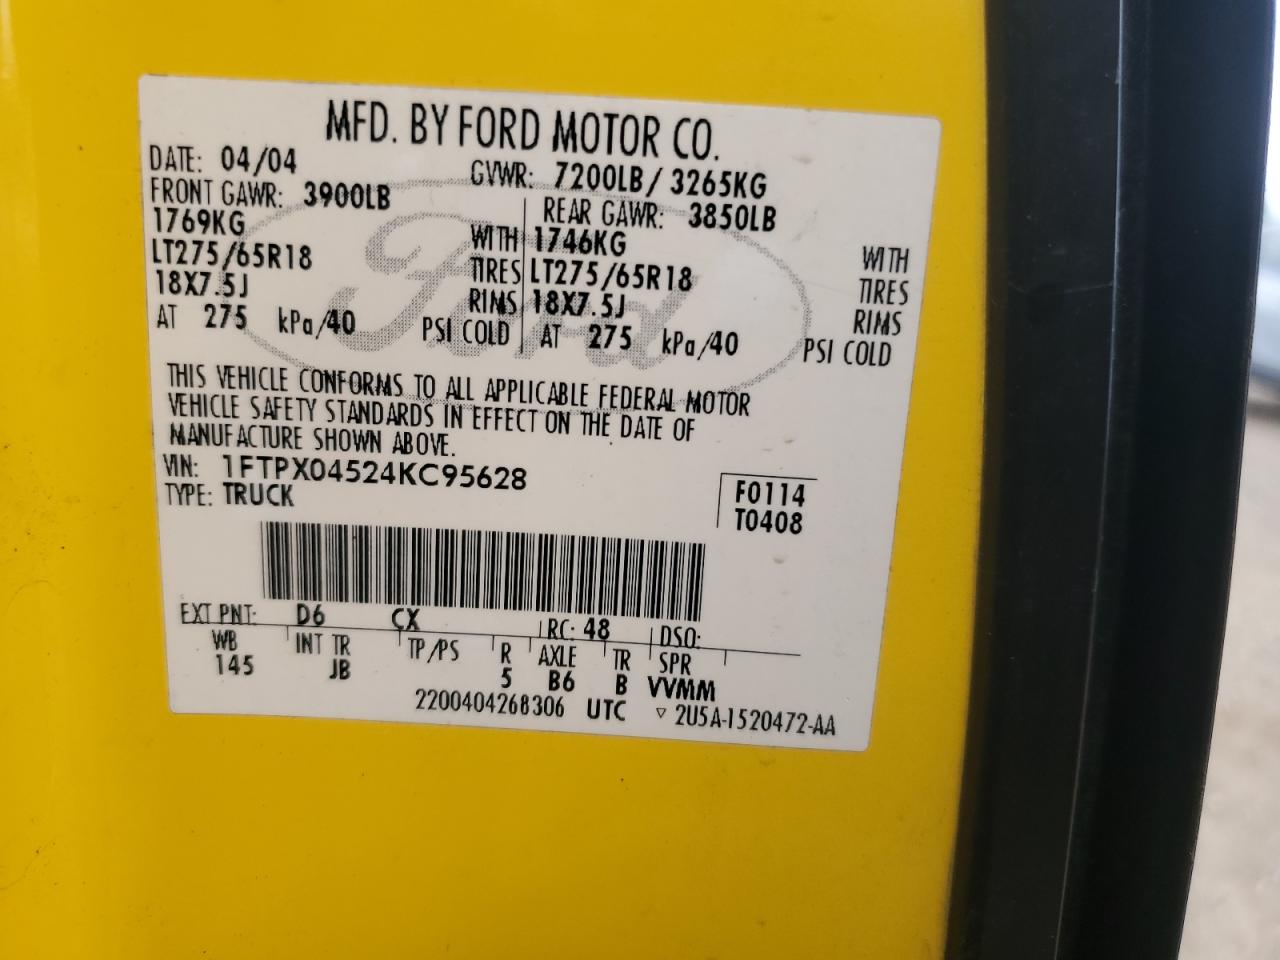 MFD. BY FORD MOTOR CO.
DATE: 04/04 GVWR: 7200LB / 3265KG
FRONT GAWR: 3900LB REAR GAWR: 3850LB
1769KG WITH 1746KG WITH
LT275/65R18 TIRES LT275/65R18 TIRES
18X7.5J RIMS 18X7.5J RIMS
AT 275 kPa/40 PSI COLD AT 275 kPa/40 PSI COLD
Ford
THIS VEHICLE CONFORMS TO ALL APPLICABLE FEDERAL MOTOR
VEHICLE SAFETY STANDARDS IN EFFECT ON THE DATE OF
MANUFACTURE SHOWN ABOVE.
VIN: 1FTPX04524KC95628
TYPE: TRUCK
F0114
T0408
EXT PNT: D6 CX RC: 48 DSO:
WB INT TR TP/PS R AXLE TR SPR
145 JB 5 B6 B VVMM
2200404268306 UTC ▽ 2U5A-1520472-AA